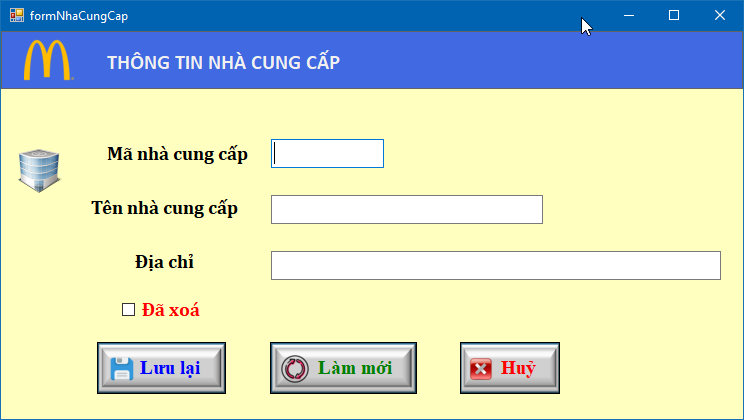 formNhaCungCap
THÔNG TIN NHÀ CUNG CẤP
Mã nhà cung cấp
Tên nhà cung cấp
Địa chỉ
Đã xoá
Lưu lại
Làm mới
Huỷ